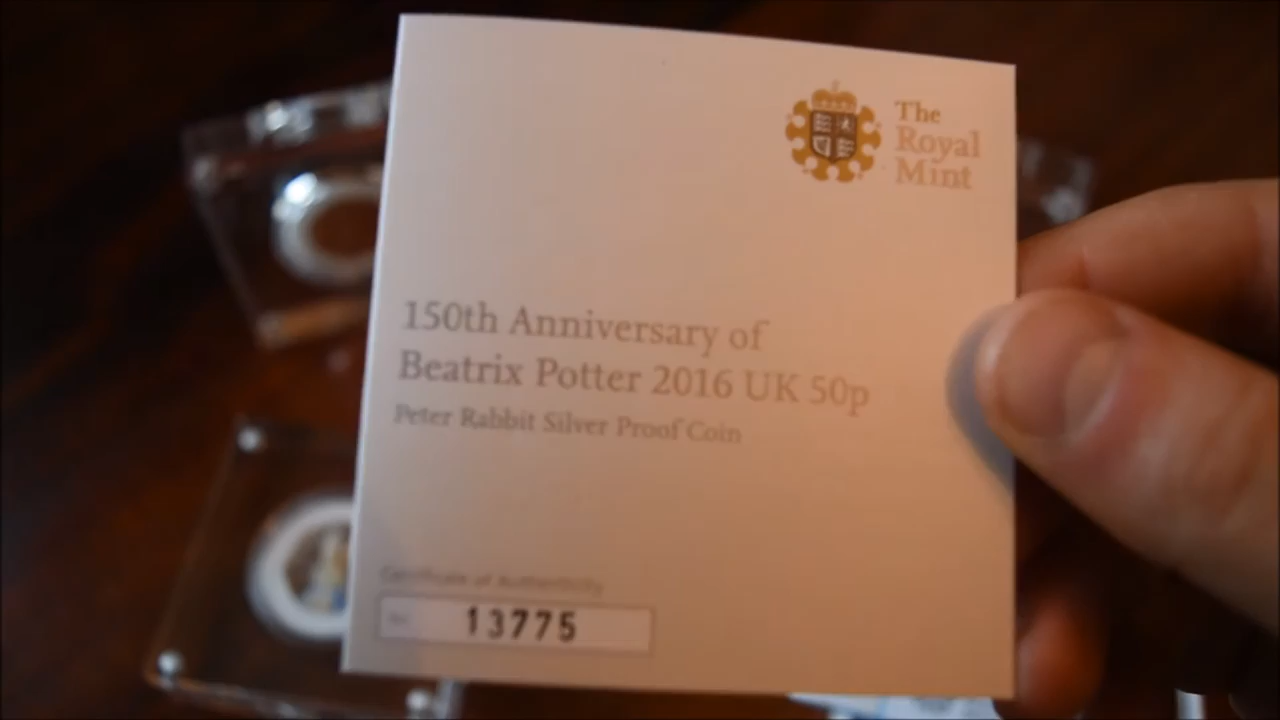 The
Royal
Mint
150th Anniversary of
Beatrix Potter 2016 UK 50p
Peter Rabbit Silver Proof Coin
Certificate of Authenticity
13775